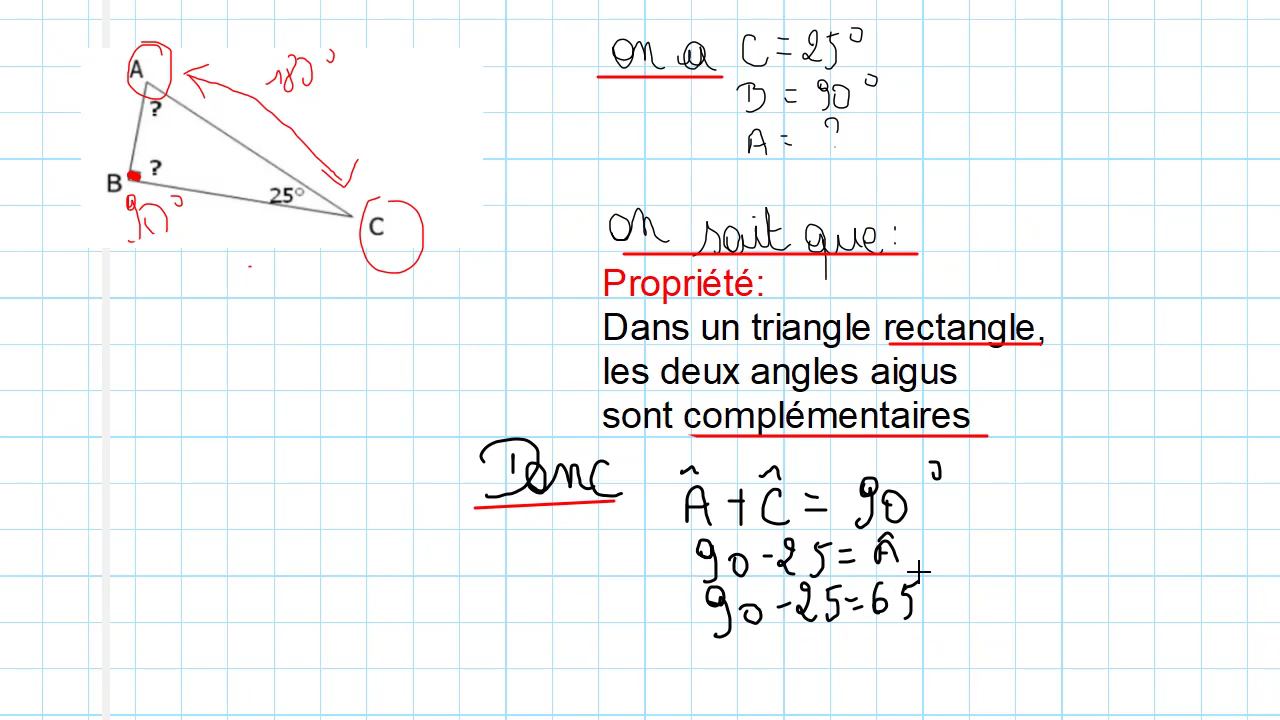 A
180°
?
?
B
25°
90°
C
on a C = 25°
B = 90°
A = ?
on sait que:
Propriété:
Dans un triangle rectangle,
les deux angles aigus
sont complémentaires
Donc Â + Ĉ = 90°
90 - 25 = Â
90 - 25 = 65